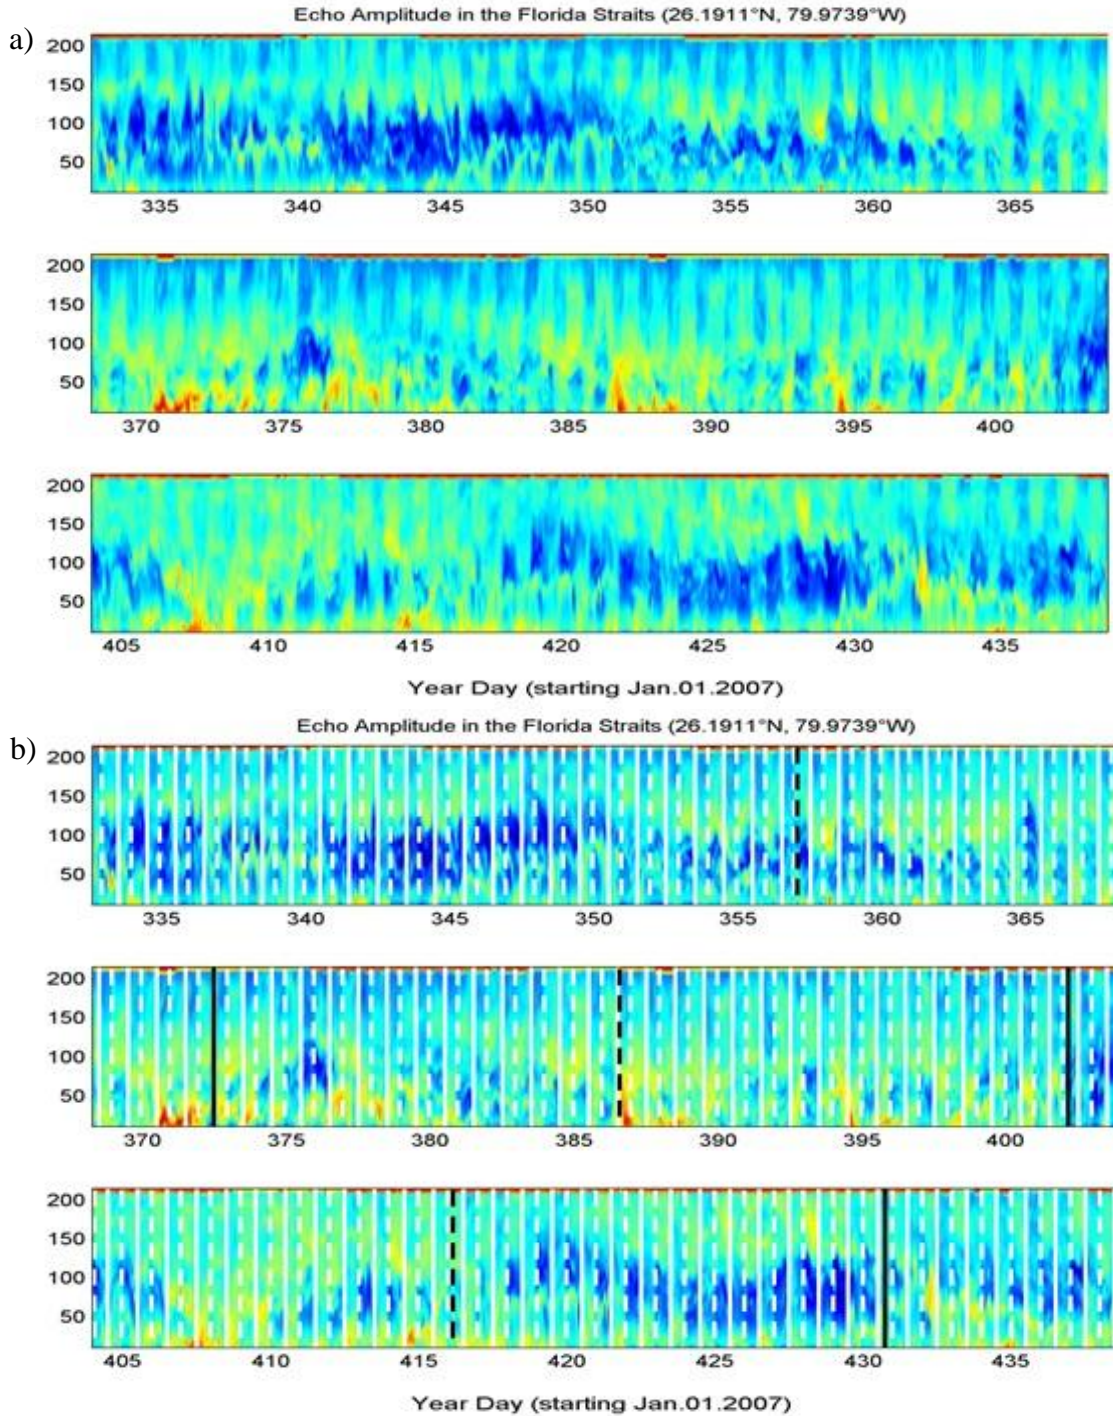 a)
Echo Amplitude in the Florida Straits (26.1911°N, 79.9739°W)
200
150
100
50
335 340 345 350 355 360 365
200
150
100
50
370 375 380 385 390 395 400
200
150
100
50
405 410 415 420 425 430 435
Year Day (starting Jan.01.2007)
b)
Echo Amplitude in the Florida Straits (26.1911°N, 79.9739°W)
200
150
100
50
335 340 345 350 355 360 365
200
150
100
50
370 375 380 385 390 395 400
200
150
100
50
405 410 415 420 425 430 435
Year Day (starting Jan.01.2007)